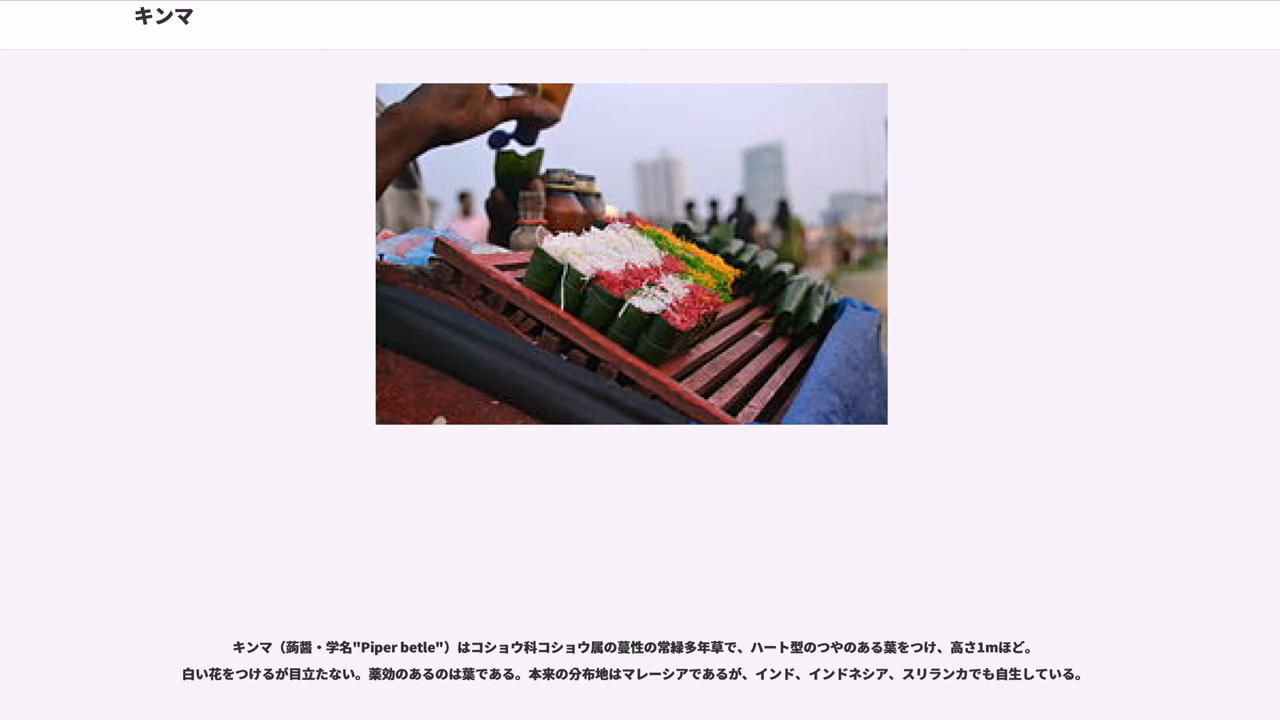 キンマ
キンマ（蒟醤・学名"Piper betle"）はコショウ科コショウ属の蔓性の常緑多年草で、ハート型のつやのある葉をつけ、高さ1mほど。
白い花をつけるが目立たない。薬効のあるのは葉である。本来の分布地はマレーシアであるが、インド、インドネシア、スリランカでも自生している。